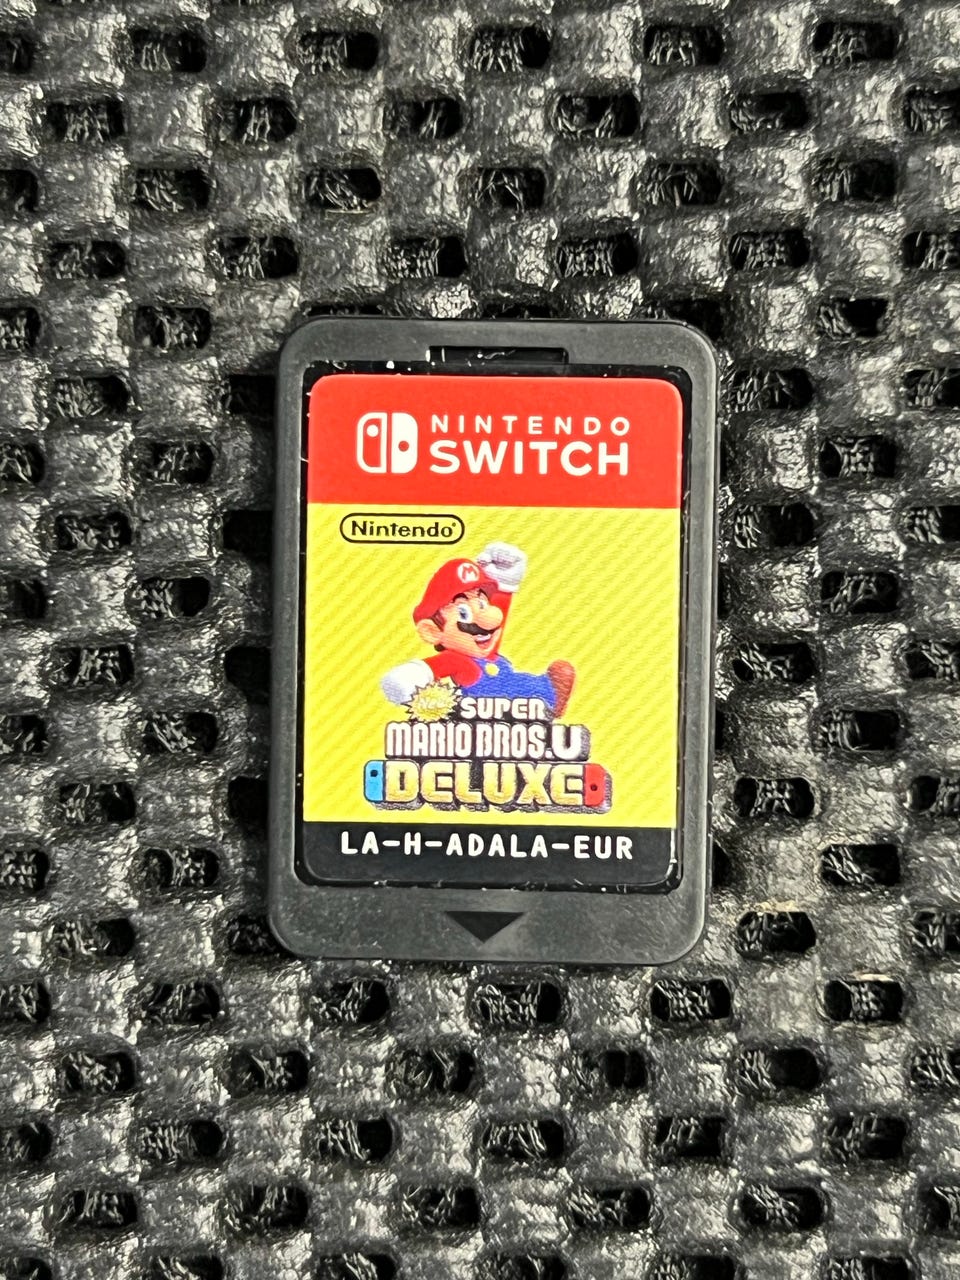 NINTENDO
SWITCH
Nintendo®
M
New
SUPER
MARIO BROS.U
DELUXE
LA-H-ADALA-EUR